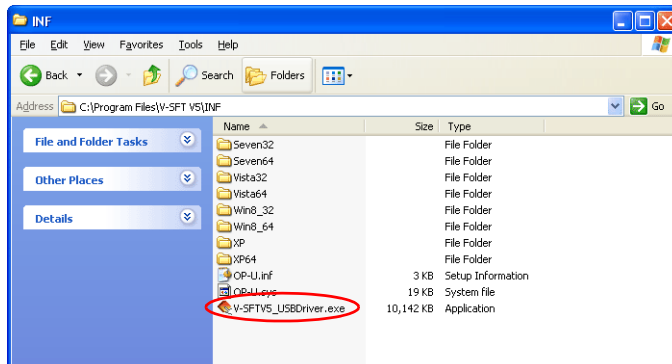 INF
File Edit View Favorites Tools Help
Back Search Folders
Address C:\Program Files\V-SFT V5\INF Go
File and Folder Tasks
Other Places
Details
Name Size Type
Seven32 File Folder
Seven64 File Folder
Vista32 File Folder
Vista64 File Folder
Win8_32 File Folder
Win8_64 File Folder
XP File Folder
XP64 File Folder
OP-U.inf 3 KB Setup Information
OP-U.sys 19 KB System file
V-SFTV5_USBDriver.exe 10,142 KB Application